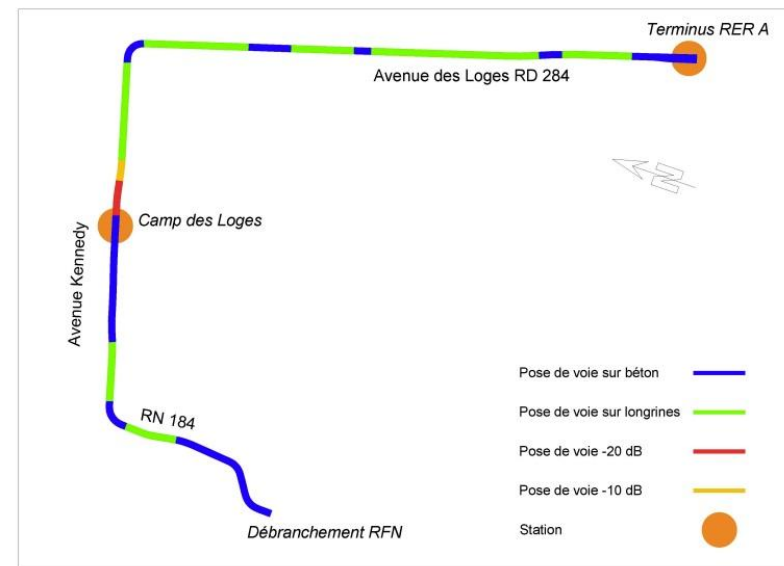 Terminus RER A
Avenue des Loges RD 284
N
Camp des Loges
Avenue Kennedy
RN 184
Débranchement RFN
Pose de voie sur béton
Pose de voie sur longrines
Pose de voie -20 dB
Pose de voie -10 dB
Station